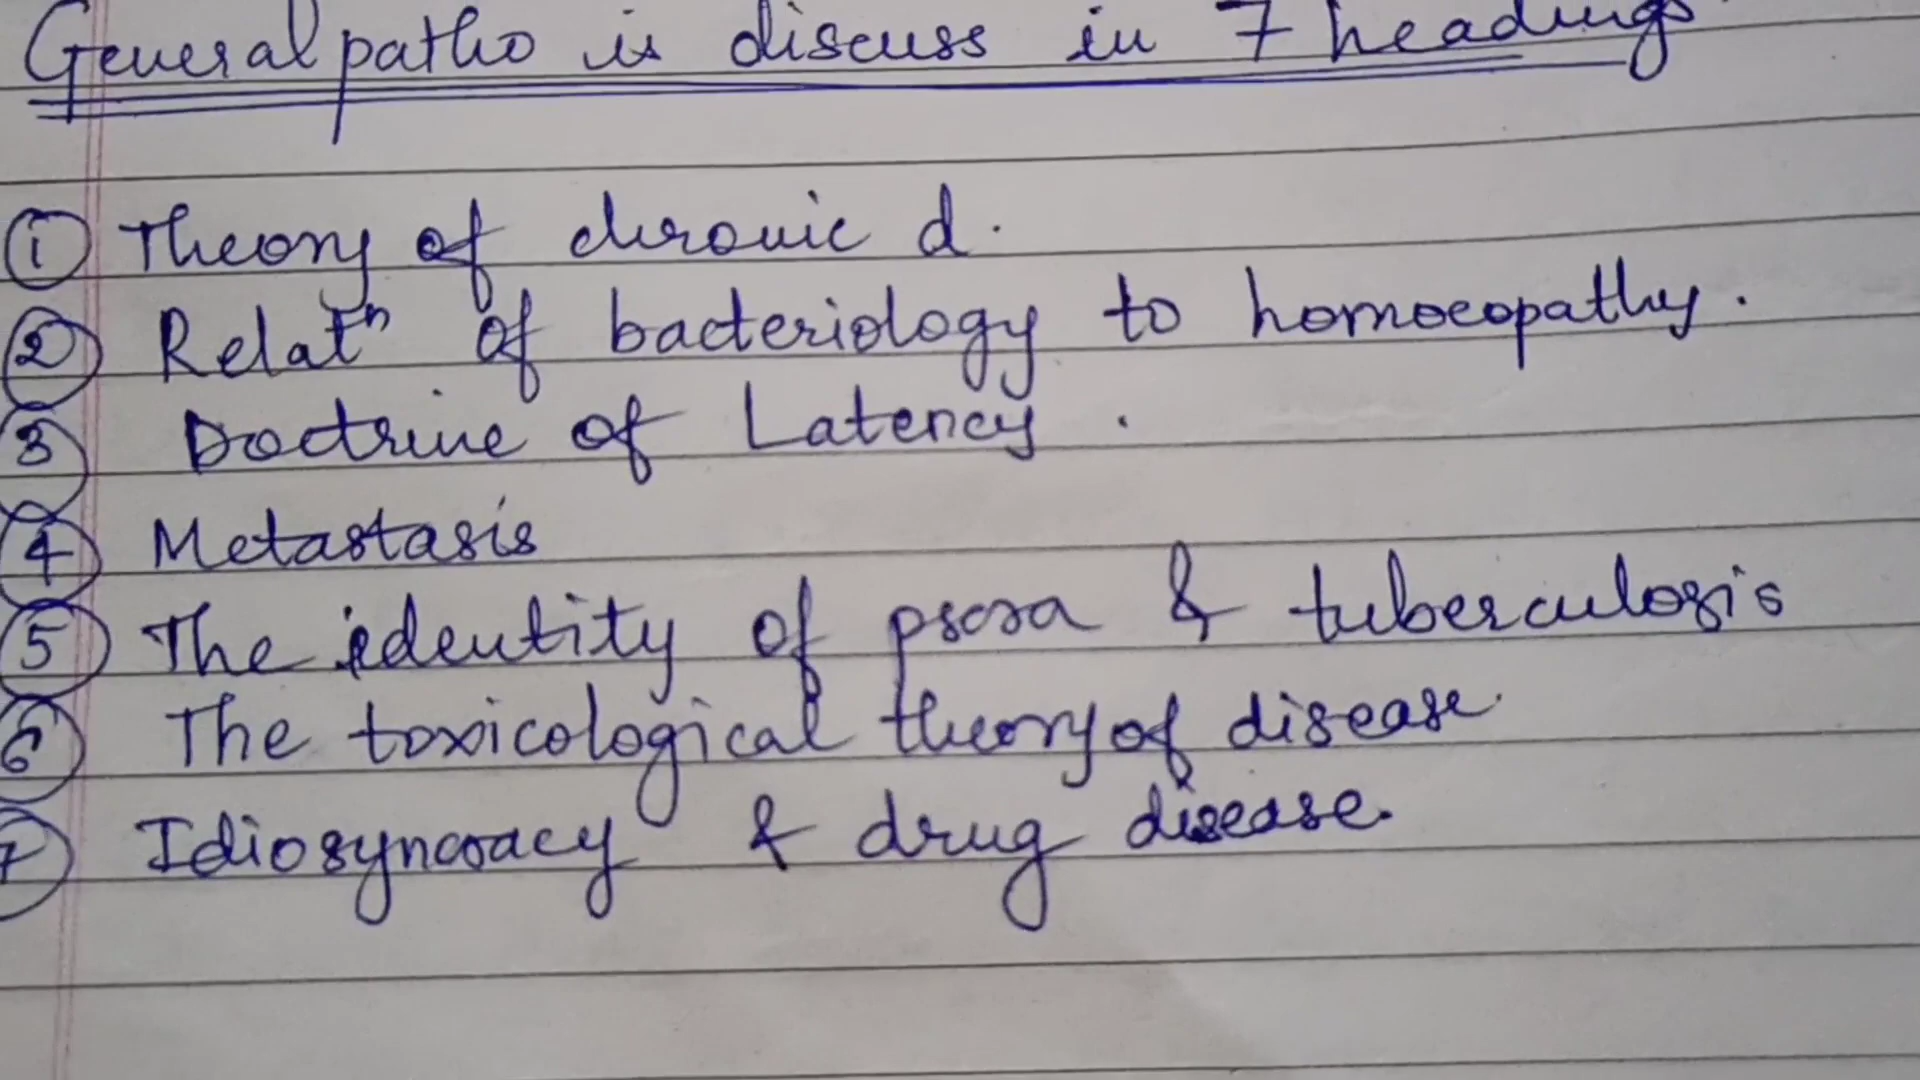 General patho is discuss in 7 headings
① Theory of chronic d.
② Relatⁿ of bacteriology to homoeopathy.
③ Doctrine of Latency.
④ Metastasis
⑤ The identity of psora & tuberculosis
⑥ The toxicological theory of disease.
⑦ Idiosyncracy & drug disease.